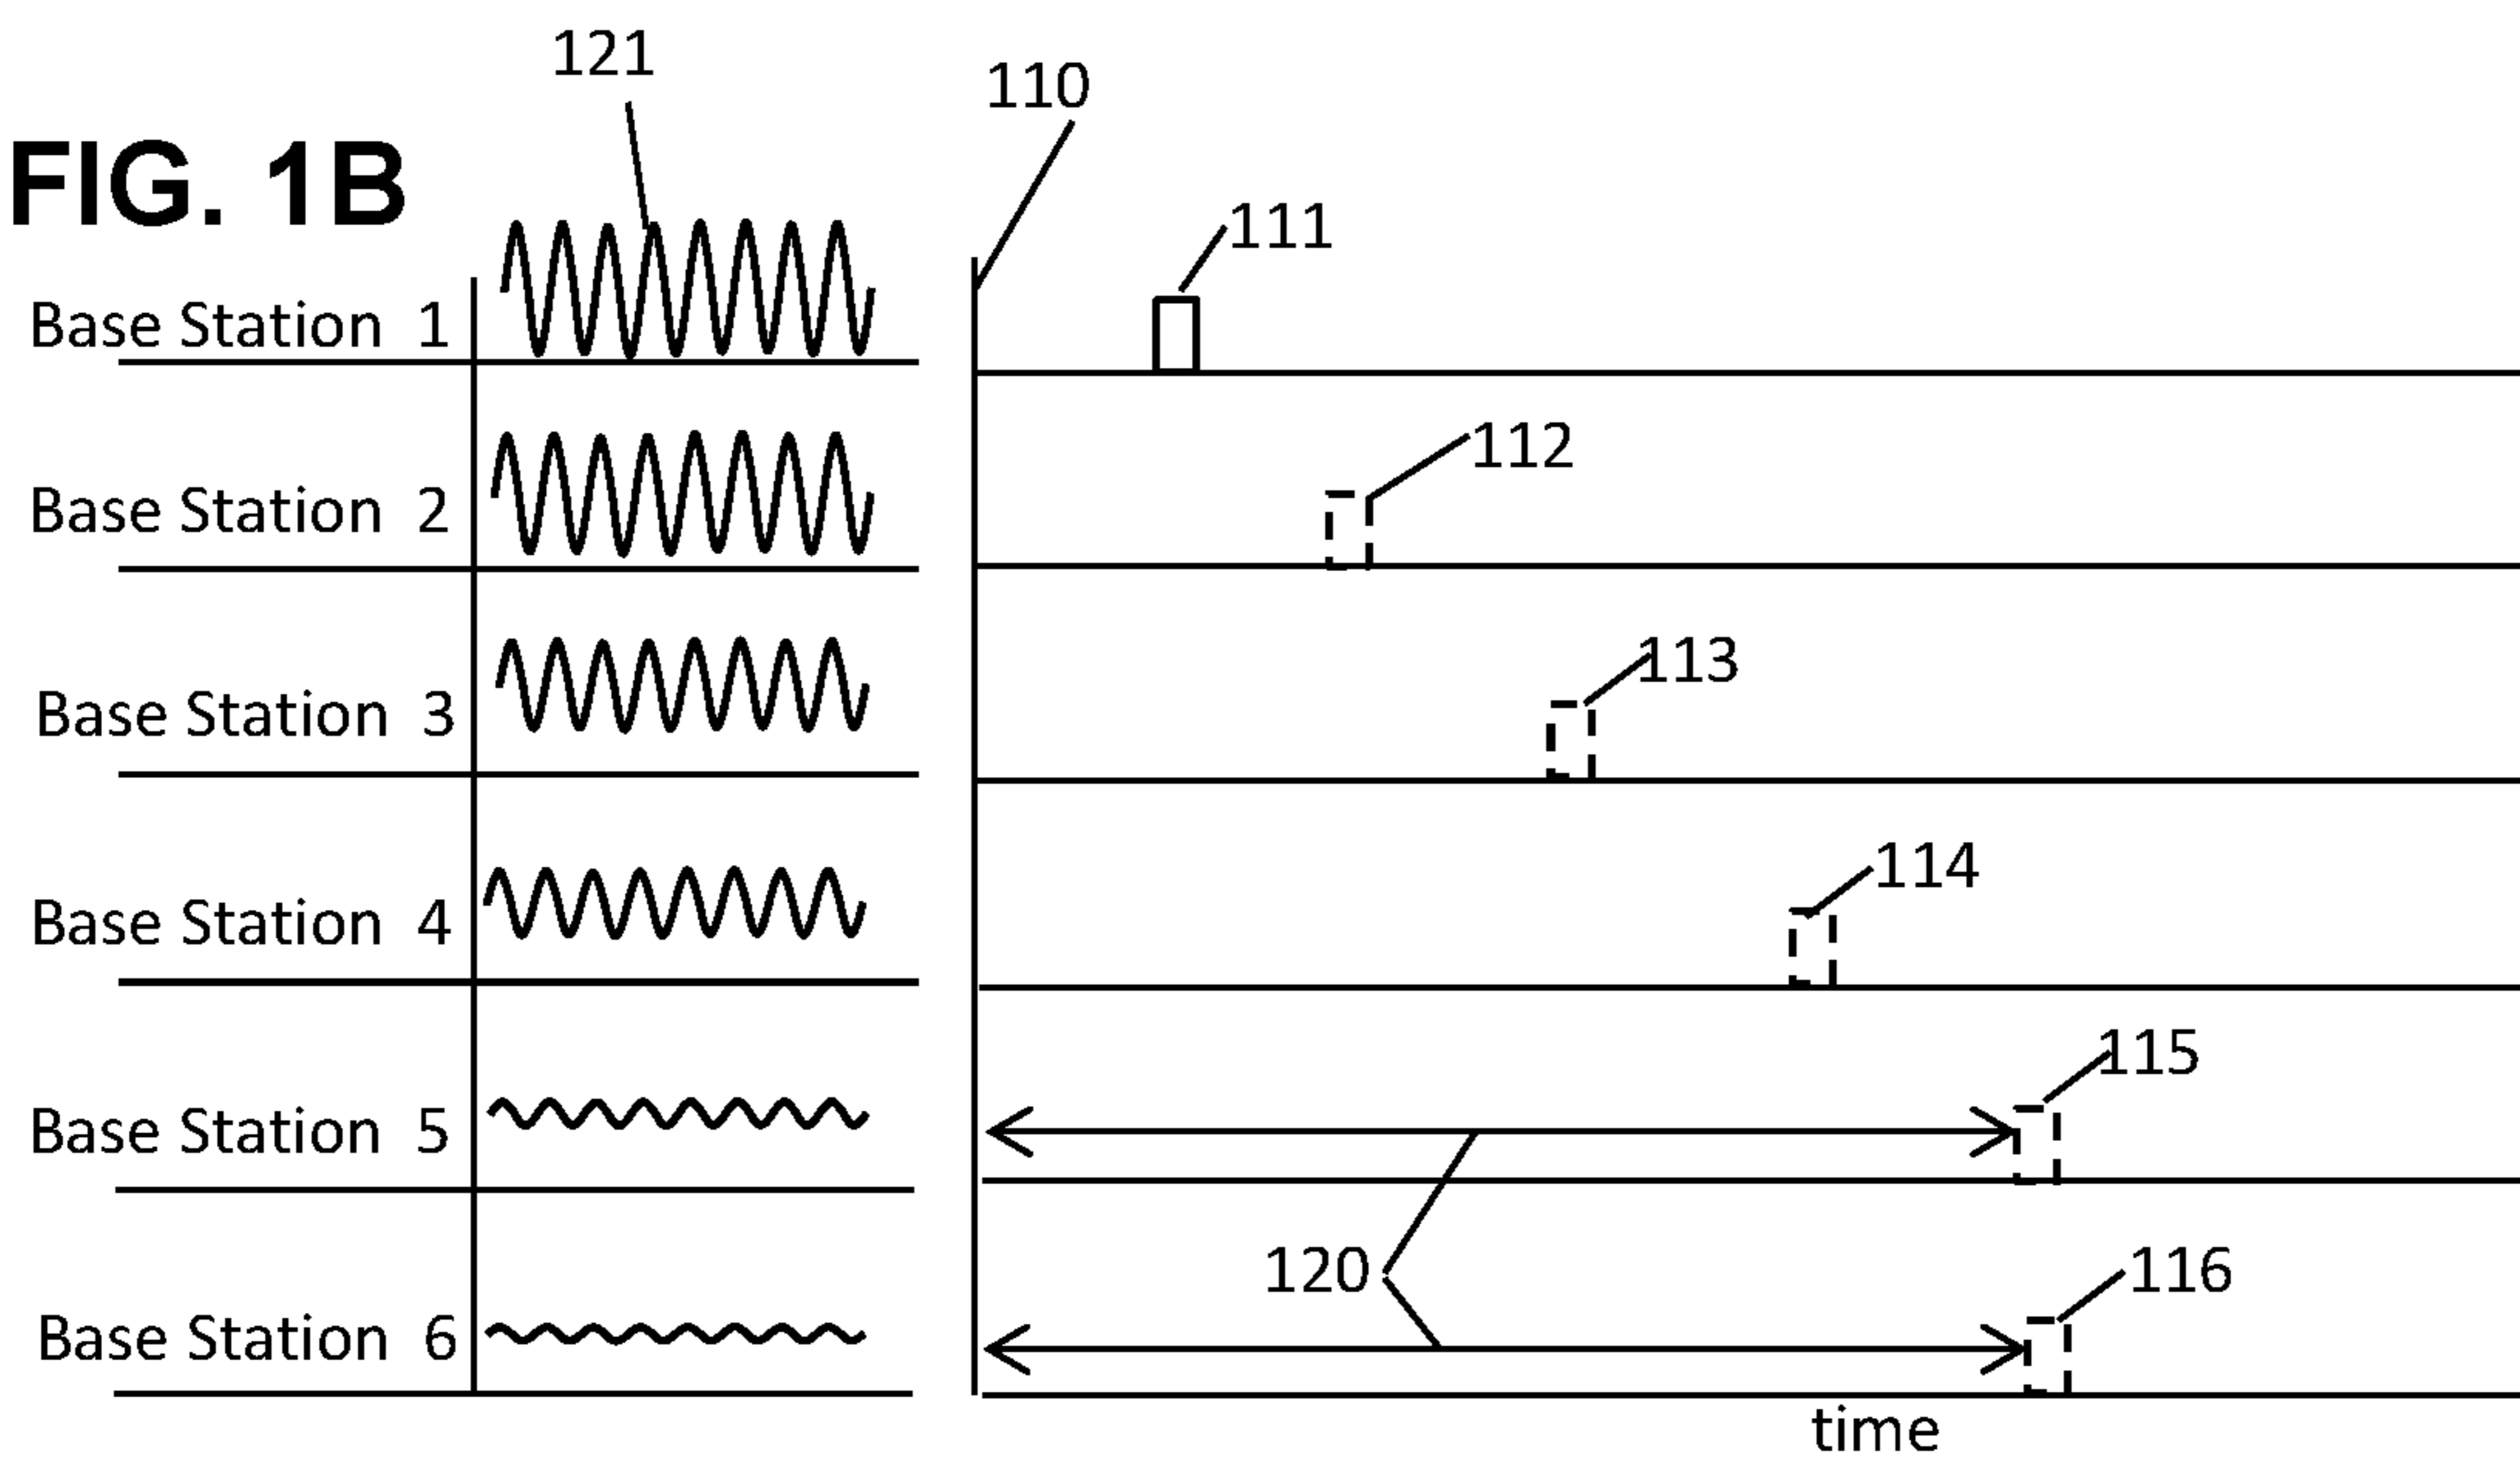 121
110
FIG. 1B
111
Base Station 1
112
Base Station 2
113
Base Station 3
114
Base Station 4
115
Base Station 5
120
116
Base Station 6
time